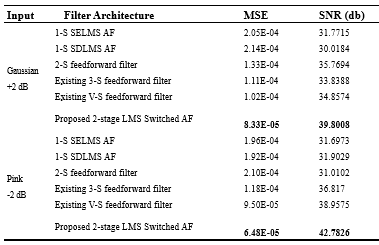 Input Filter Architecture MSE SNR (db)
1-S SELMS AF 2.05E-04 31.7715
1-S SDLMS AF 2.14E-04 30.0184
Gaussian 2-S feedforward filter 1.33E-04 35.7694
+2 dB Existing 3-S feedforward filter 1.11E-04 33.8388
Existing V-S feedforward filter 1.02E-04 34.8574
Proposed 2-stage LMS Switched AF 8.33E-05 39.8008
1-S SELMS AF 1.96E-04 31.6973
1-S SDLMS AF 1.92E-04 31.9029
Pink 2-S feedforward filter 2.10E-04 31.0102
-2 dB Existing 3-S feedforward filter 1.18E-04 36.817
Existing V-S feedforward filter 9.50E-05 38.9575
Proposed 2-stage LMS Switched AF 6.48E-05 42.7826